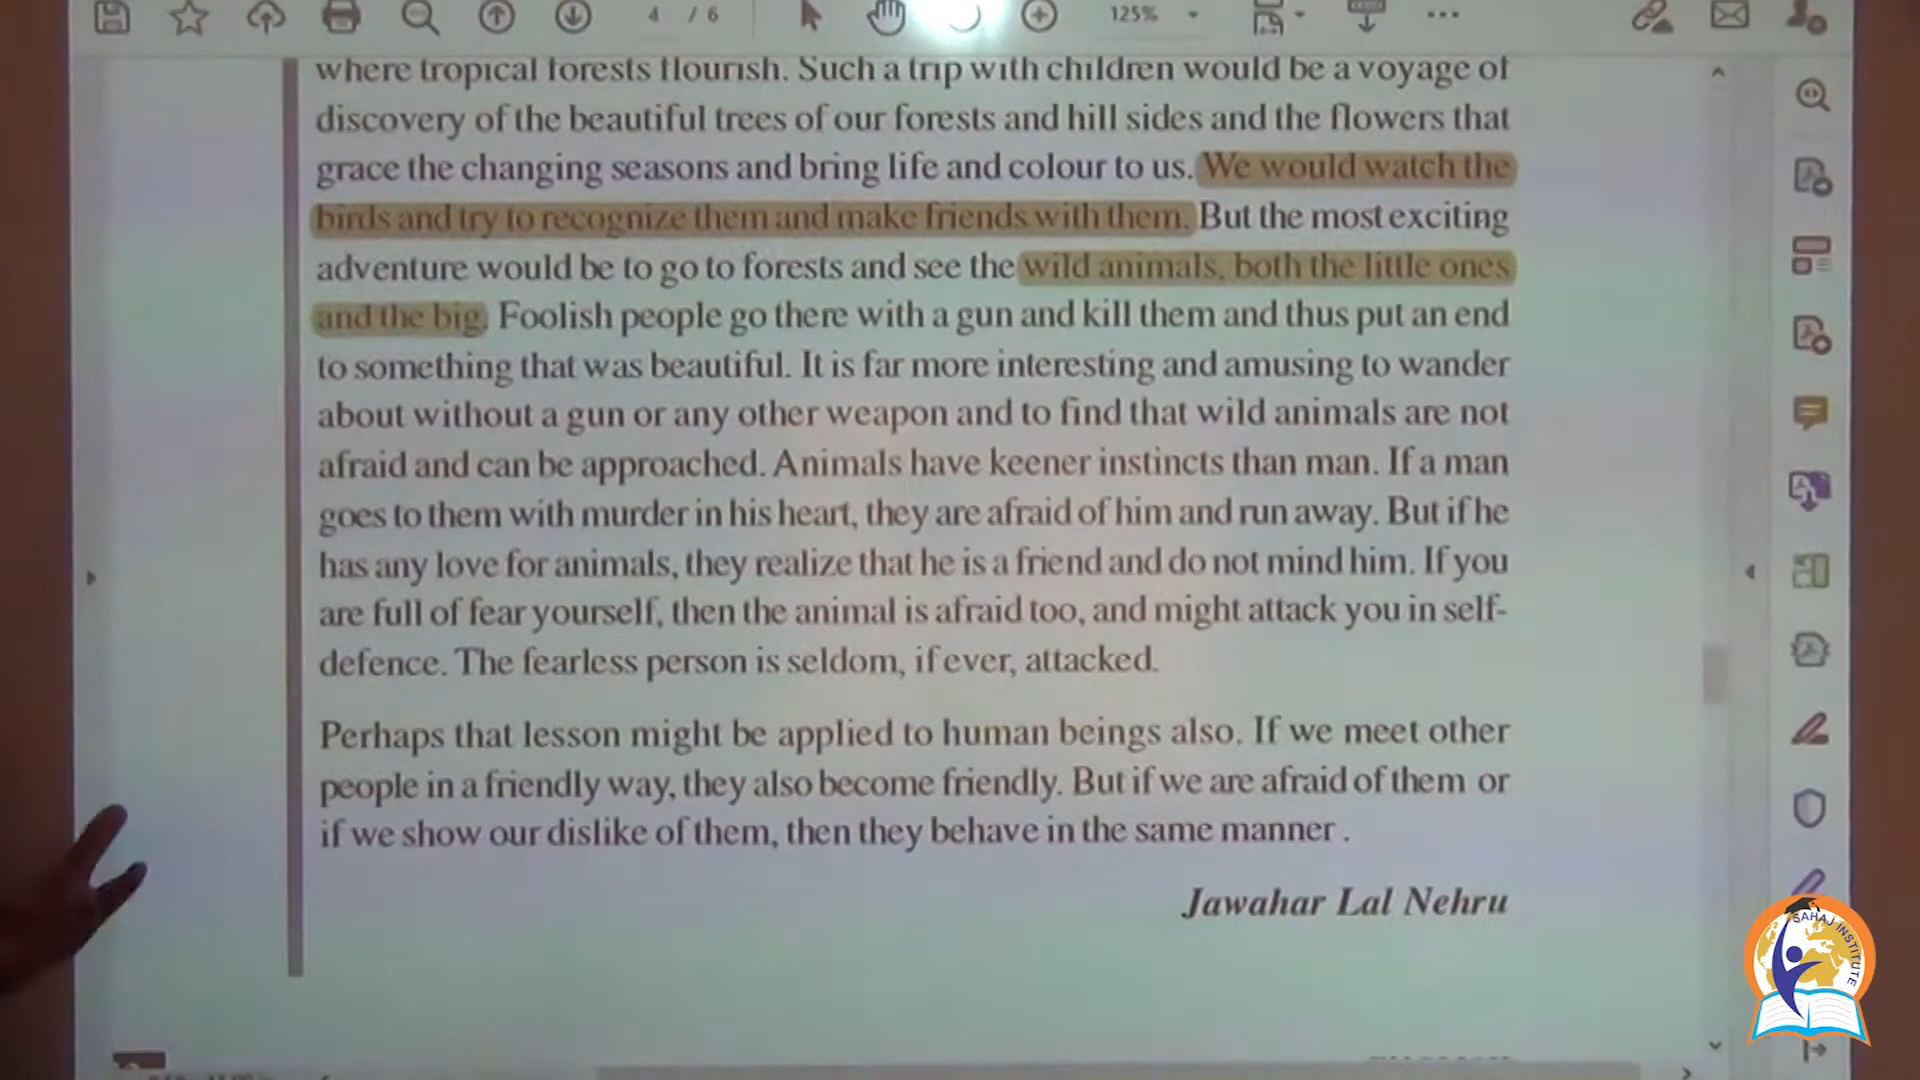 4 / 6 125%
where tropical forests flourish. Such a trip with children would be a voyage of
discovery of the beautiful trees of our forests and hill sides and the flowers that
grace the changing seasons and bring life and colour to us. We would watch the
birds and try to recognize them and make friends with them. But the most exciting
adventure would be to go to forests and see the wild animals, both the little ones
and the big. Foolish people go there with a gun and kill them and thus put an end
to something that was beautiful. It is far more interesting and amusing to wander
about without a gun or any other weapon and to find that wild animals are not
afraid and can be approached. Animals have keener instincts than man. If a man
goes to them with murder in his heart, they are afraid of him and run away. But if he
has any love for animals, they realize that he is a friend and do not mind him. If you
are full of fear yourself, then the animal is afraid too, and might attack you in self-
defence. The fearless person is seldom, if ever, attacked.
Perhaps that lesson might be applied to human beings also. If we meet other
people in a friendly way, they also become friendly. But if we are afraid of them or
if we show our dislike of them, then they behave in the same manner .
Jawahar Lal Nehru
SAHAJ INSTITUTE